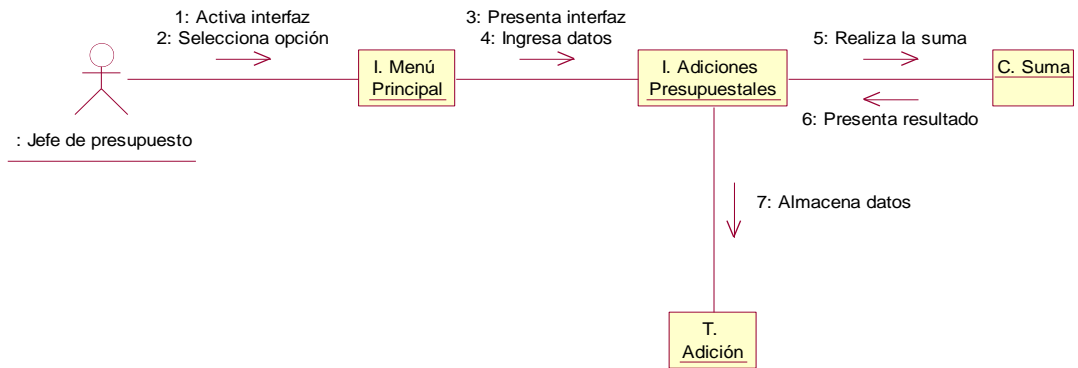 1: Activa interfaz
2: Selecciona opción
3: Presenta interfaz
4: Ingresa datos
5: Realiza la suma
I. Menú
Principal
I. Adiciones
Presupuestales
C. Suma
6: Presenta resultado
: Jefe de presupuesto
7: Almacena datos
T.
Adición